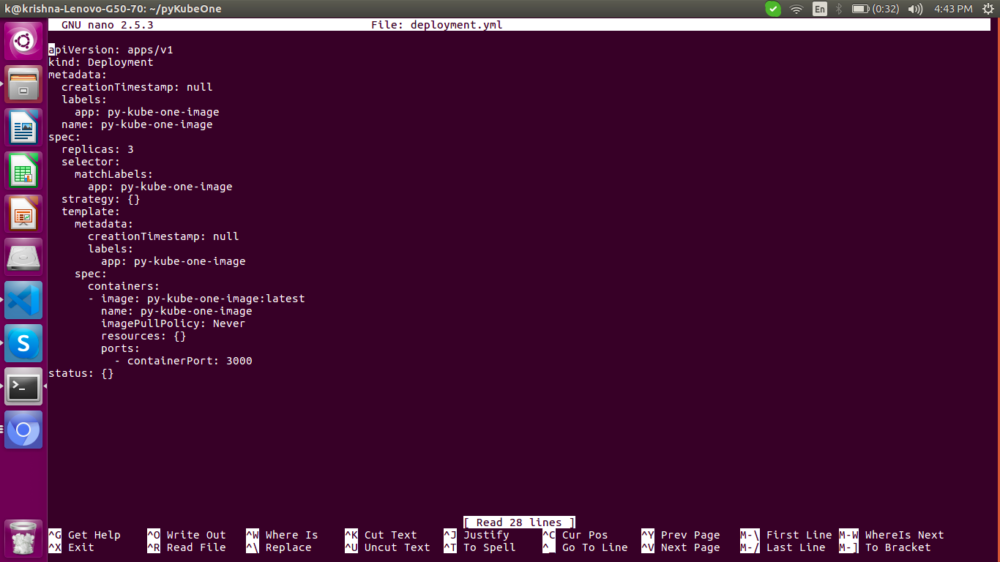 k@krishna-Lenovo-G50-70: ~/pyKubeOne En (0:32) 4:43 PM
GNU nano 2.5.3 File: deployment.yml
apiVersion: apps/v1
kind: Deployment
metadata:
  creationTimestamp: null
  labels:
    app: py-kube-one-image
  name: py-kube-one-image
spec:
  replicas: 3
  selector:
    matchLabels:
      app: py-kube-one-image
  strategy: {}
  template:
    metadata:
      creationTimestamp: null
      labels:
        app: py-kube-one-image
    spec:
      containers:
      - image: py-kube-one-image:latest
        name: py-kube-one-image
        imagePullPolicy: Never
        resources: {}
        ports:
          - containerPort: 3000
status: {}
[ Read 28 lines ]
^G Get Help ^O Write Out ^W Where Is ^K Cut Text ^J Justify ^C Cur Pos ^Y Prev Page M-\ First Line M-W WhereIs Next
^X Exit ^R Read File ^\ Replace ^U Uncut Text ^T To Spell ^_ Go To Line ^V Next Page M-/ Last Line M-] To Bracket